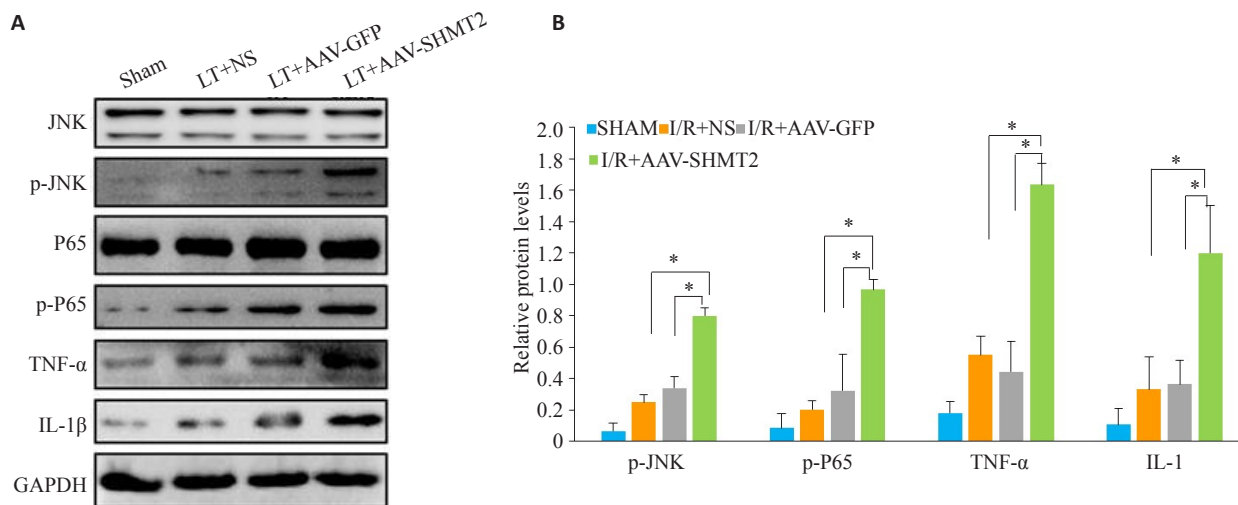 A
Sham
LT+NS
LT+AAV-GFP
LT+AAV-SHMT2
JNK
p-JNK
P65
p-P65
TNF-α
IL-1β
GAPDH
B
SHAM I/R+NS I/R+AAV-GFP
I/R+AAV-SHMT2
Relative protein levels
2.0
1.8
1.6
1.4
1.2
1.0
0.8
0.6
0.4
0.2
0
* * * * * * * *
p-JNK p-P65 TNF-α IL-1